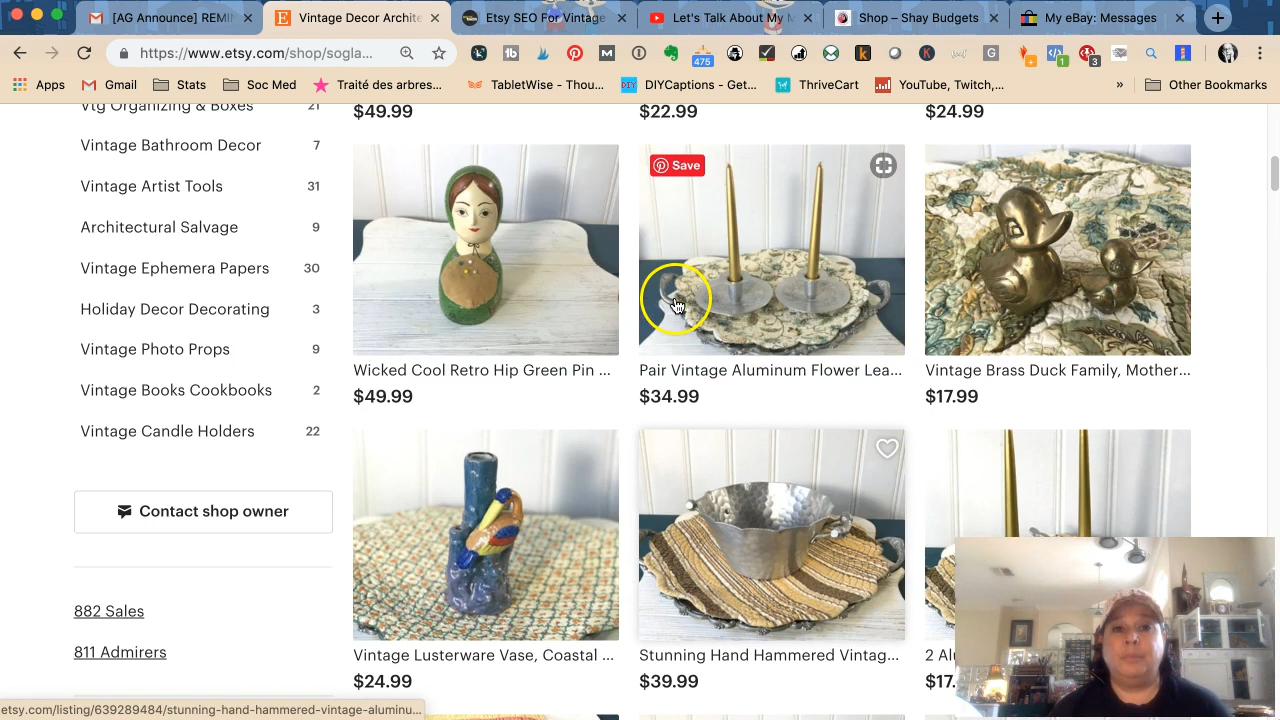 [AG Announce] REMIN
Vintage Decor Archite
Etsy SEO For Vintage
Let's Talk About My
Shop – Shay Budgets
My eBay: Messages
https://www.etsy.com/shop/sogla...
475
1
3
Apps
Gmail
Stats
Soc Med
Traité des arbres...
TabletWise - Thou...
DIYCaptions - Get...
ThriveCart
YouTube, Twitch,...
»
Other Bookmarks
Vtg Organizing & Boxes 21
Vintage Bathroom Decor 7
Vintage Artist Tools 31
Architectural Salvage 9
Vintage Ephemera Papers 30
Holiday Decor Decorating 3
Vintage Photo Props 9
Vintage Books Cookbooks 2
Vintage Candle Holders 22
Contact shop owner
882 Sales
811 Admirers
$49.99
$22.99
$24.99
Save
Wicked Cool Retro Hip Green Pin ...
$49.99
Pair Vintage Aluminum Flower Lea...
$34.99
Vintage Brass Duck Family, Mother...
$17.99
Vintage Lusterware Vase, Coastal ...
$24.99
Stunning Hand Hammered Vintag...
$39.99
2 Al
$17.
etsy.com/listing/639289484/stunning-hand-hammered-vintage-aluminu...